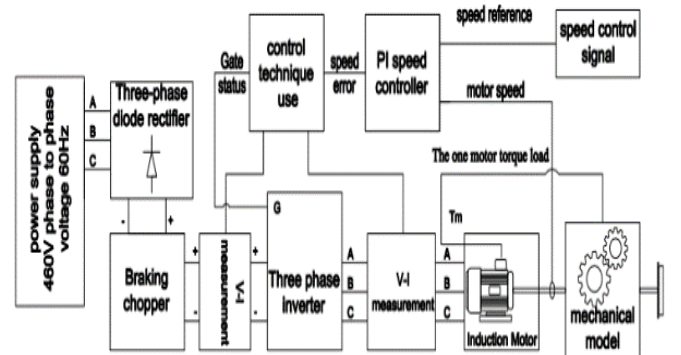 speed reference
speed control
signal
Gate
status
control
technique
use
speed
error
PI speed
controller
motor speed
power supply
460V phase to phase
voltage 60Hz
A
B
C
Three-phase
diode rectifier
-
+
The one motor torque load
Tm
Braking
chopper
+
-
V-I
measurement
+
-
G
Three phase
inverter
A
B
C
V-I
measurement
A
B
C
Induction Motor
mechanical
model